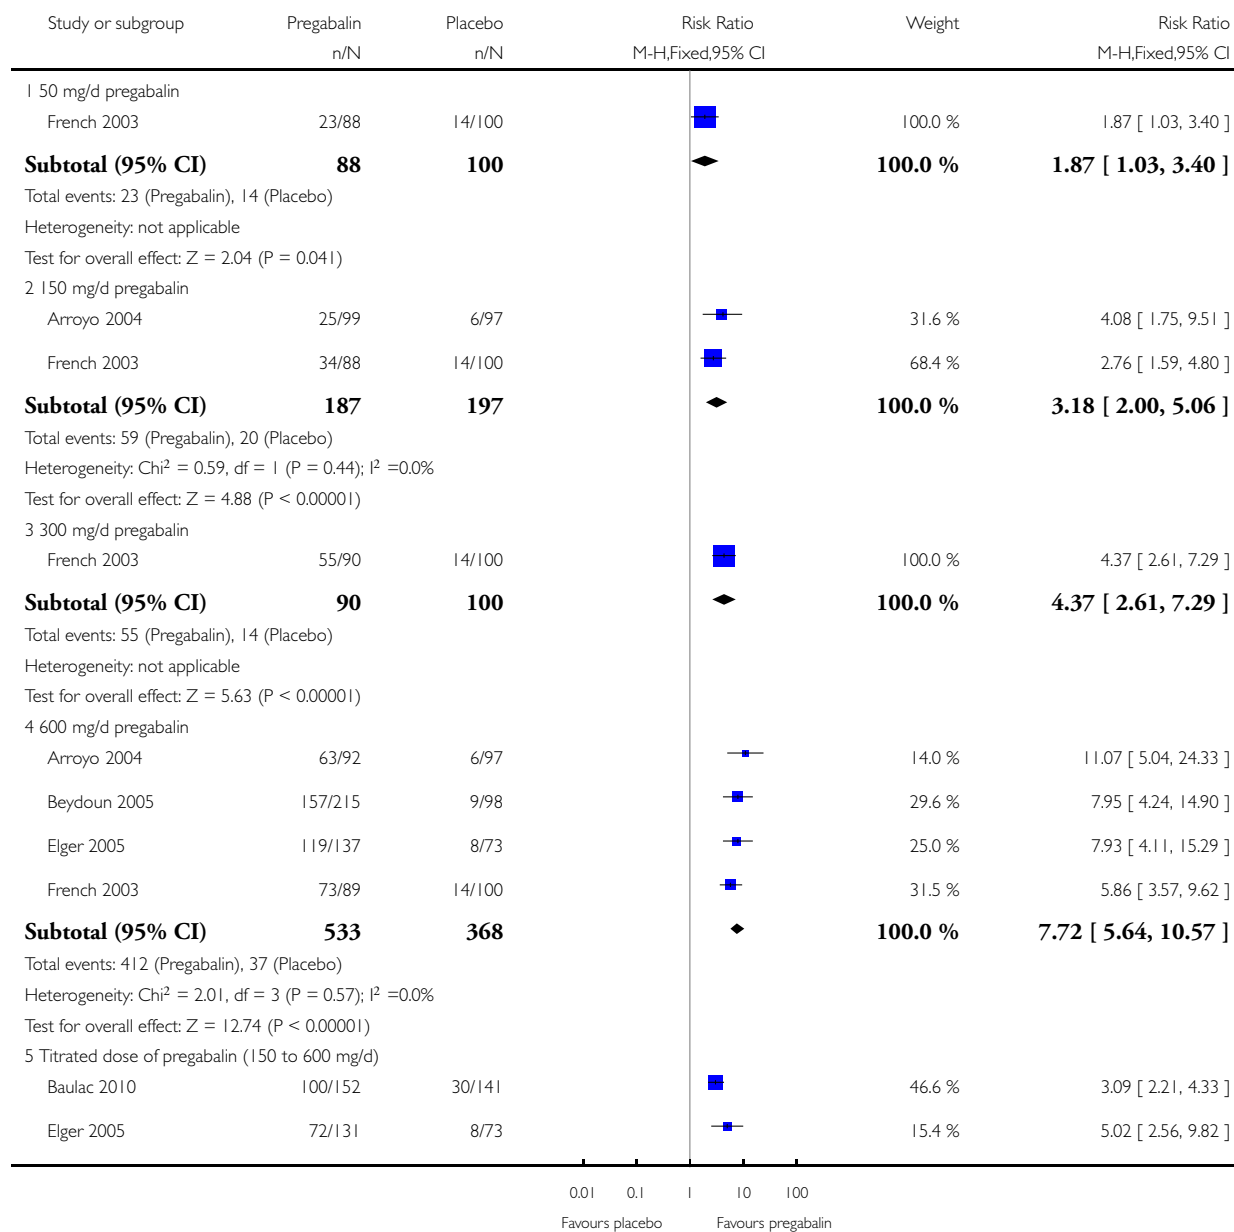 Study or subgroup Pregabalin Placebo Risk Ratio Weight Risk Ratio
n/N n/N M-H,Fixed,95% CI M-H,Fixed,95% CI
1 50 mg/d pregabalin
French 2003 23/88 14/100 100.0 % 1.87 [ 1.03, 3.40 ]
Subtotal (95% CI) 88 100 100.0 % 1.87 [ 1.03, 3.40 ]
Total events: 23 (Pregabalin), 14 (Placebo)
Heterogeneity: not applicable
Test for overall effect: Z = 2.04 (P = 0.041)
2 150 mg/d pregabalin
Arroyo 2004 25/99 6/97 31.6 % 4.08 [ 1.75, 9.51 ]
French 2003 34/88 14/100 68.4 % 2.76 [ 1.59, 4.80 ]
Subtotal (95% CI) 187 197 100.0 % 3.18 [ 2.00, 5.06 ]
Total events: 59 (Pregabalin), 20 (Placebo)
Heterogeneity: Chi² = 0.59, df = 1 (P = 0.44); I² =0.0%
Test for overall effect: Z = 4.88 (P < 0.00001)
3 300 mg/d pregabalin
French 2003 55/90 14/100 100.0 % 4.37 [ 2.61, 7.29 ]
Subtotal (95% CI) 90 100 100.0 % 4.37 [ 2.61, 7.29 ]
Total events: 55 (Pregabalin), 14 (Placebo)
Heterogeneity: not applicable
Test for overall effect: Z = 5.63 (P < 0.00001)
4 600 mg/d pregabalin
Arroyo 2004 63/92 6/97 14.0 % 11.07 [ 5.04, 24.33 ]
Beydoun 2005 157/215 9/98 29.6 % 7.95 [ 4.24, 14.90 ]
Elger 2005 119/137 8/73 25.0 % 7.93 [ 4.11, 15.29 ]
French 2003 73/89 14/100 31.5 % 5.86 [ 3.57, 9.62 ]
Subtotal (95% CI) 533 368 100.0 % 7.72 [ 5.64, 10.57 ]
Total events: 412 (Pregabalin), 37 (Placebo)
Heterogeneity: Chi² = 2.01, df = 3 (P = 0.57); I² =0.0%
Test for overall effect: Z = 12.74 (P < 0.00001)
5 Titrated dose of pregabalin (150 to 600 mg/d)
Baulac 2010 100/152 30/141 46.6 % 3.09 [ 2.21, 4.33 ]
Elger 2005 72/131 8/73 15.4 % 5.02 [ 2.56, 9.82 ]
0.01 0.1 1 10 100
Favours placebo Favours pregabalin